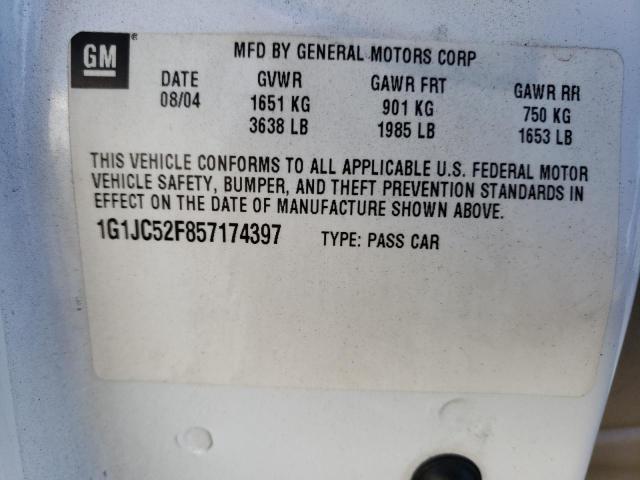 GM
®
MFD BY GENERAL MOTORS CORP
DATE GVWR GAWR FRT GAWR RR
08/04 1651 KG 901 KG 750 KG
3638 LB 1985 LB 1653 LB
THIS VEHICLE CONFORMS TO ALL APPLICABLE U.S. FEDERAL MOTOR
VEHICLE SAFETY, BUMPER, AND THEFT PREVENTION STANDARDS IN
EFFECT ON THE DATE OF MANUFACTURE SHOWN ABOVE.
1G1JC52F857174397 TYPE: PASS CAR